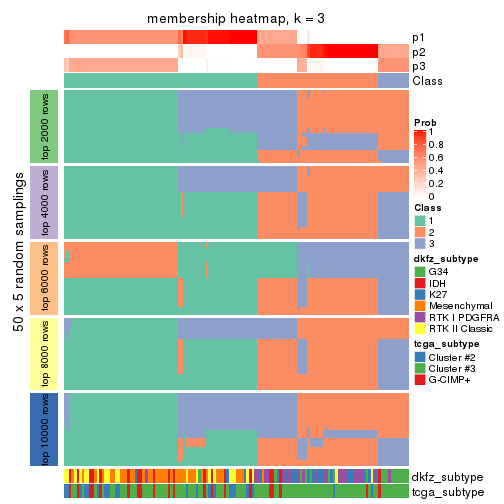 membership heatmap, k = 3
p1
p2
p3
Class
50 x 5 random samplings
top 2000 rows
top 4000 rows
top 6000 rows
top 8000 rows
top 10000 rows
Prob
1
0.8
0.6
0.4
0.2
0
Class
1
2
3
dkfz_subtype
G34
IDH
K27
Mesenchymal
RTK I PDGFRA
RTK II Classic
tcga_subtype
Cluster #2
Cluster #3
G-CIMP+
dkfz_subtype
tcga_subtype